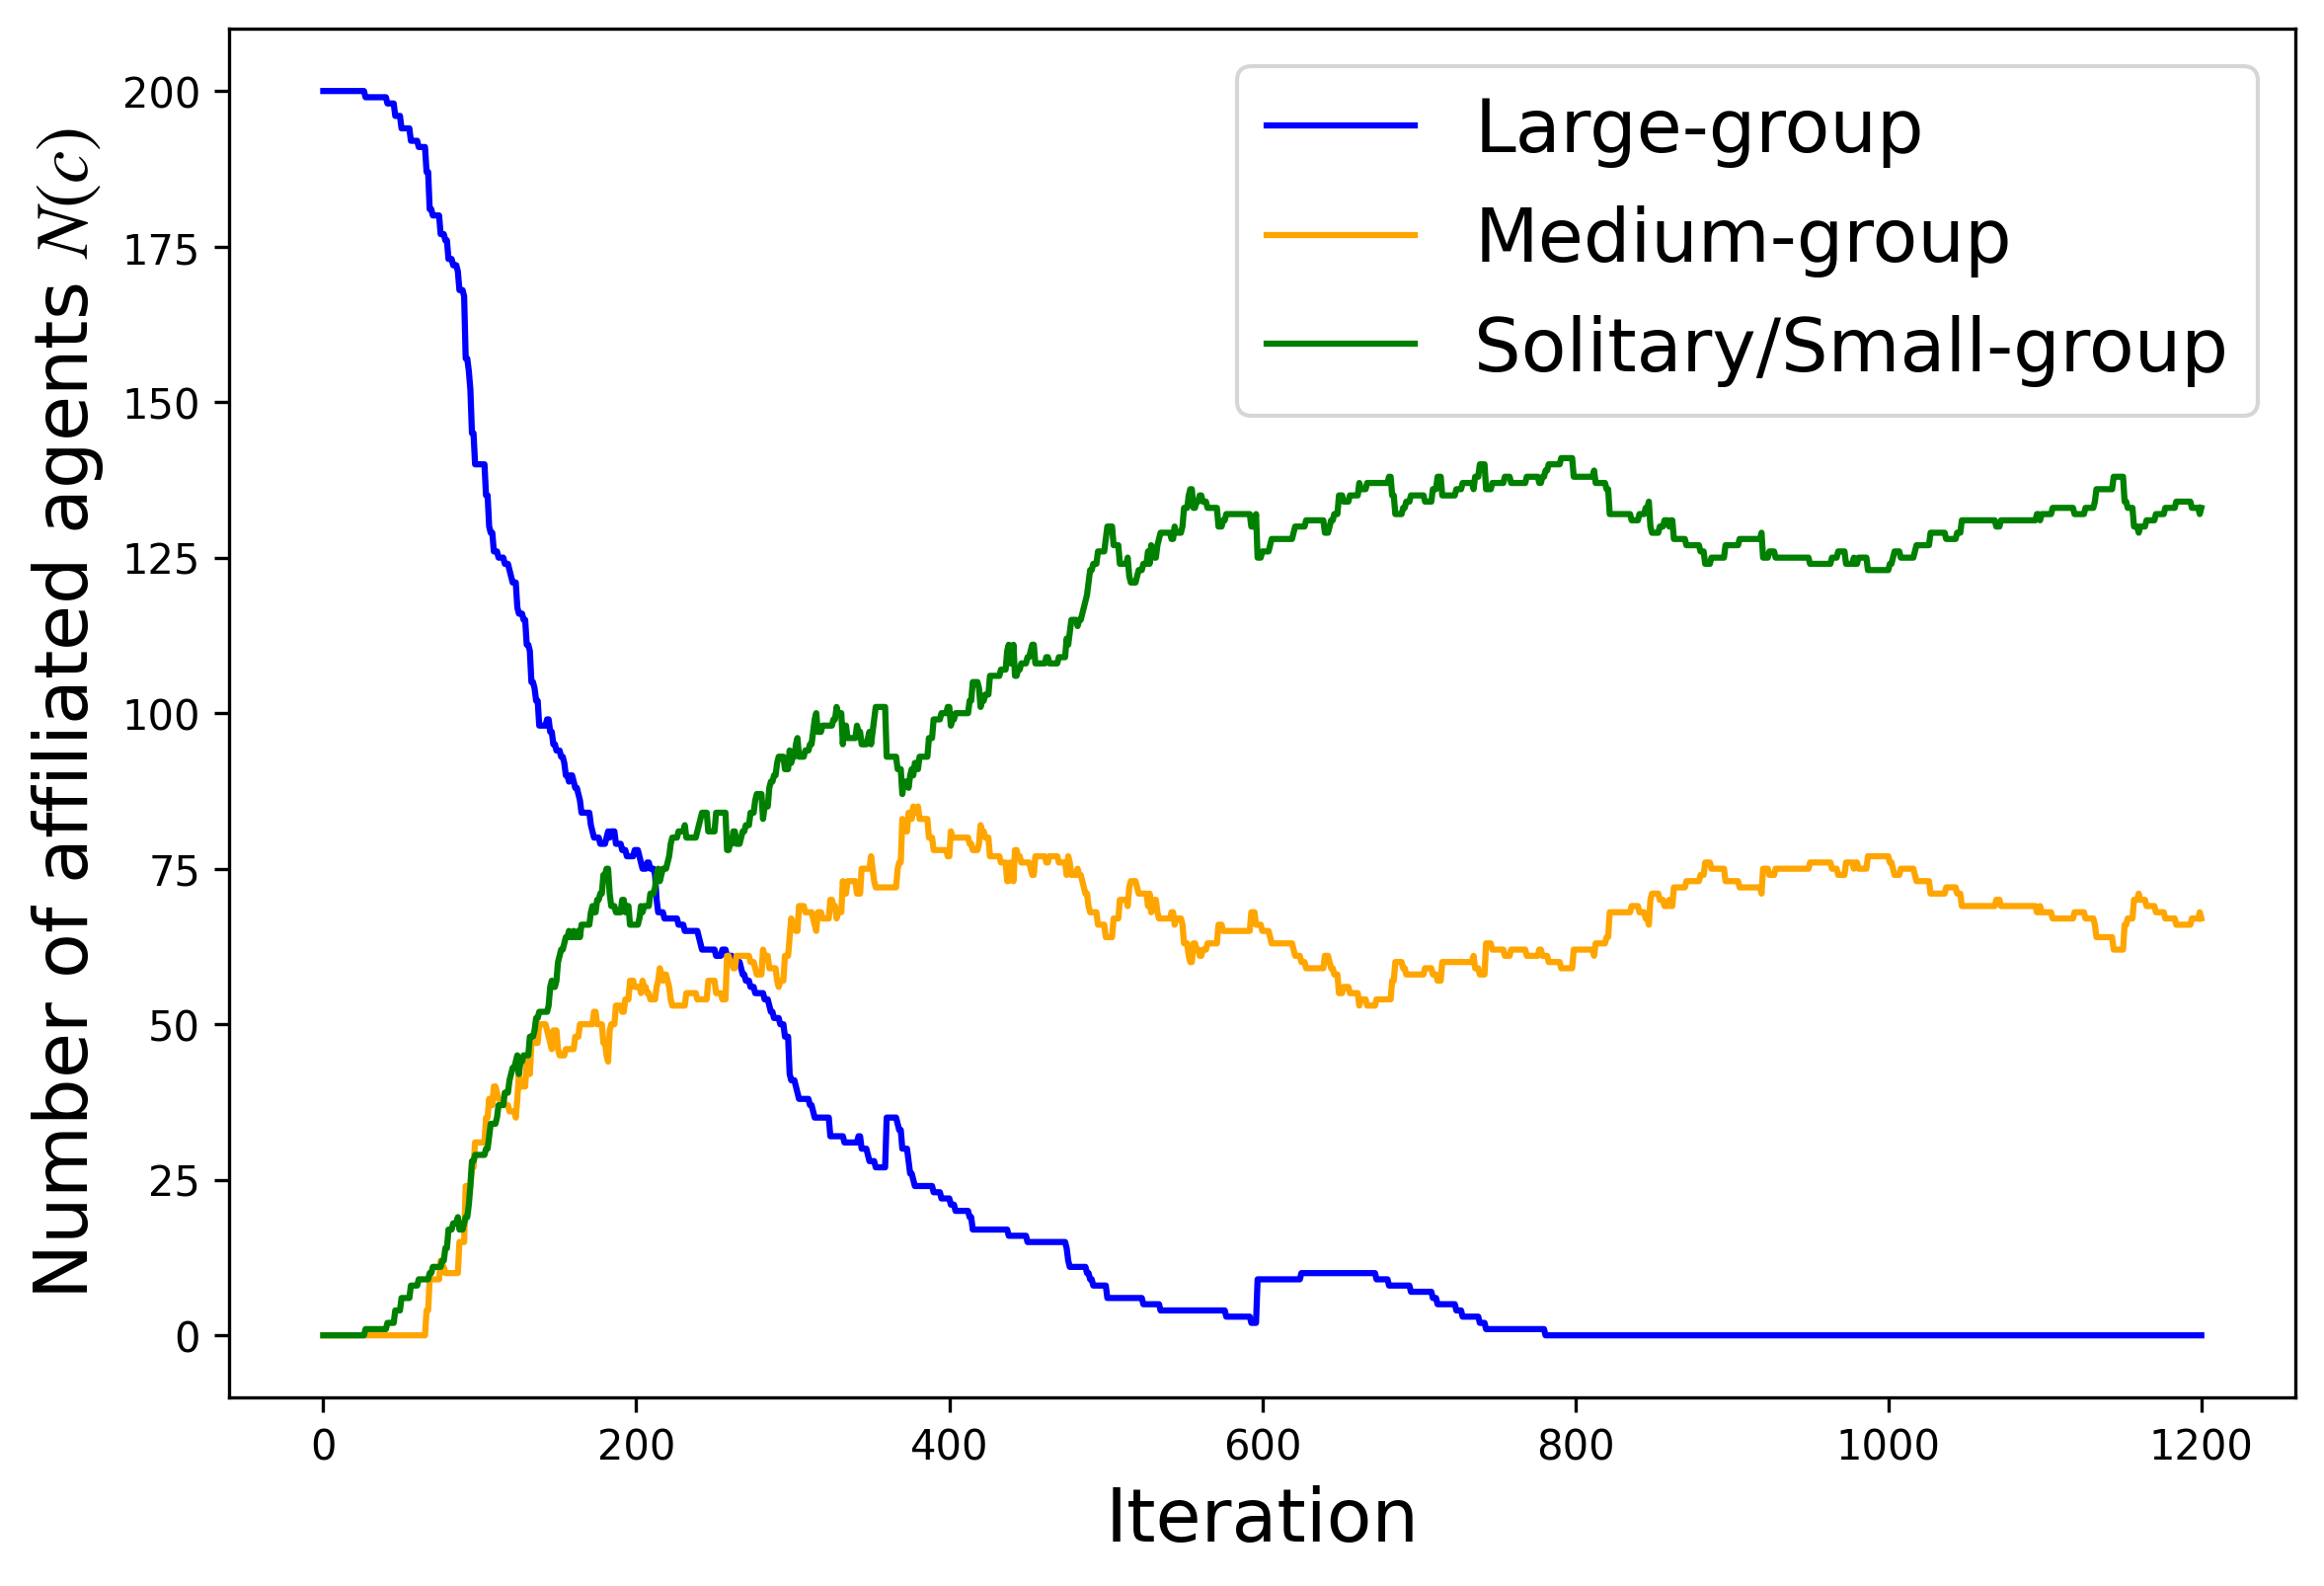 Number of affiliated agents N(c)
200
175
150
125
100
75
50
25
0
Large-group
Medium-group
Solitary/Small-group
0 200 400 600 800 1000 1200
Iteration